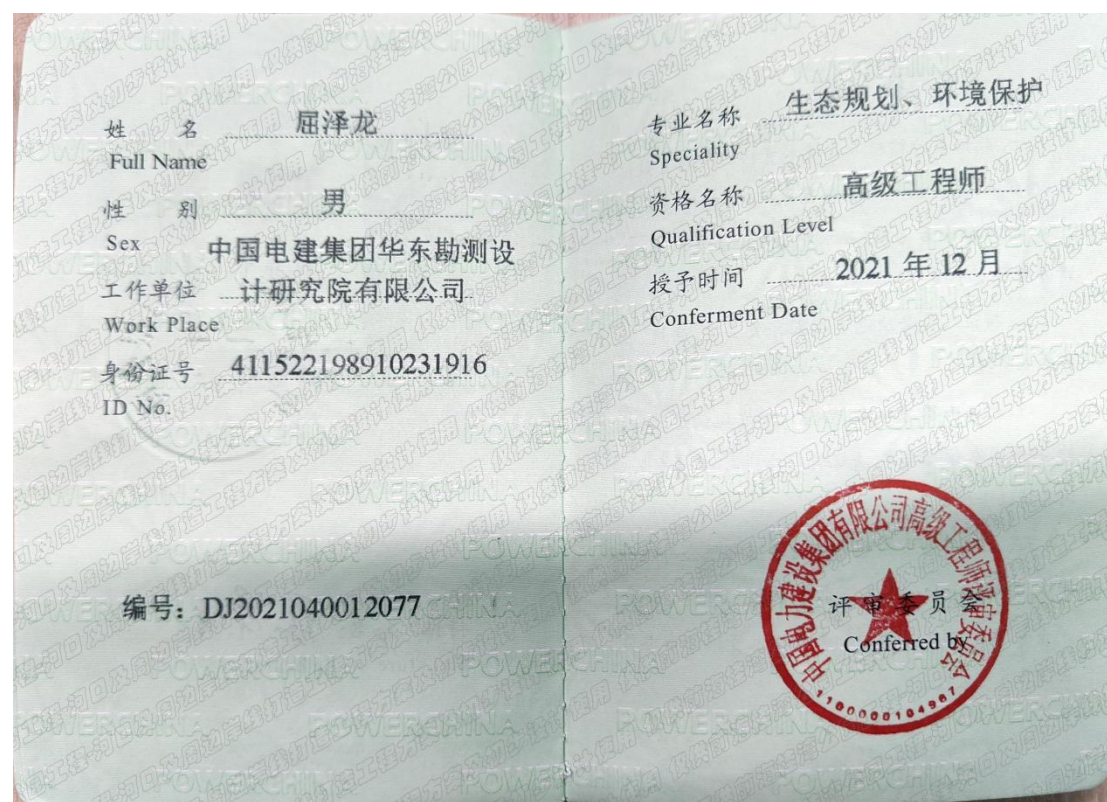 姓 名 屈泽龙
Full Name
性 别 男
Sex
中国电建集团华东勘测设
工作单位 计研究院有限公司
Work Place
身份证号 411522198910231916
ID No.
编号：DJ2021040012077
专业名称 生态规划、环境保护
Speciality
资格名称 高级工程师
Qualification Level
授予时间 2021 年 12 月
Conferment Date
中国电力建设集团有限公司高级工程师评审委员会
评审委员会
Conferred by
1100000104967
POWERCHINA